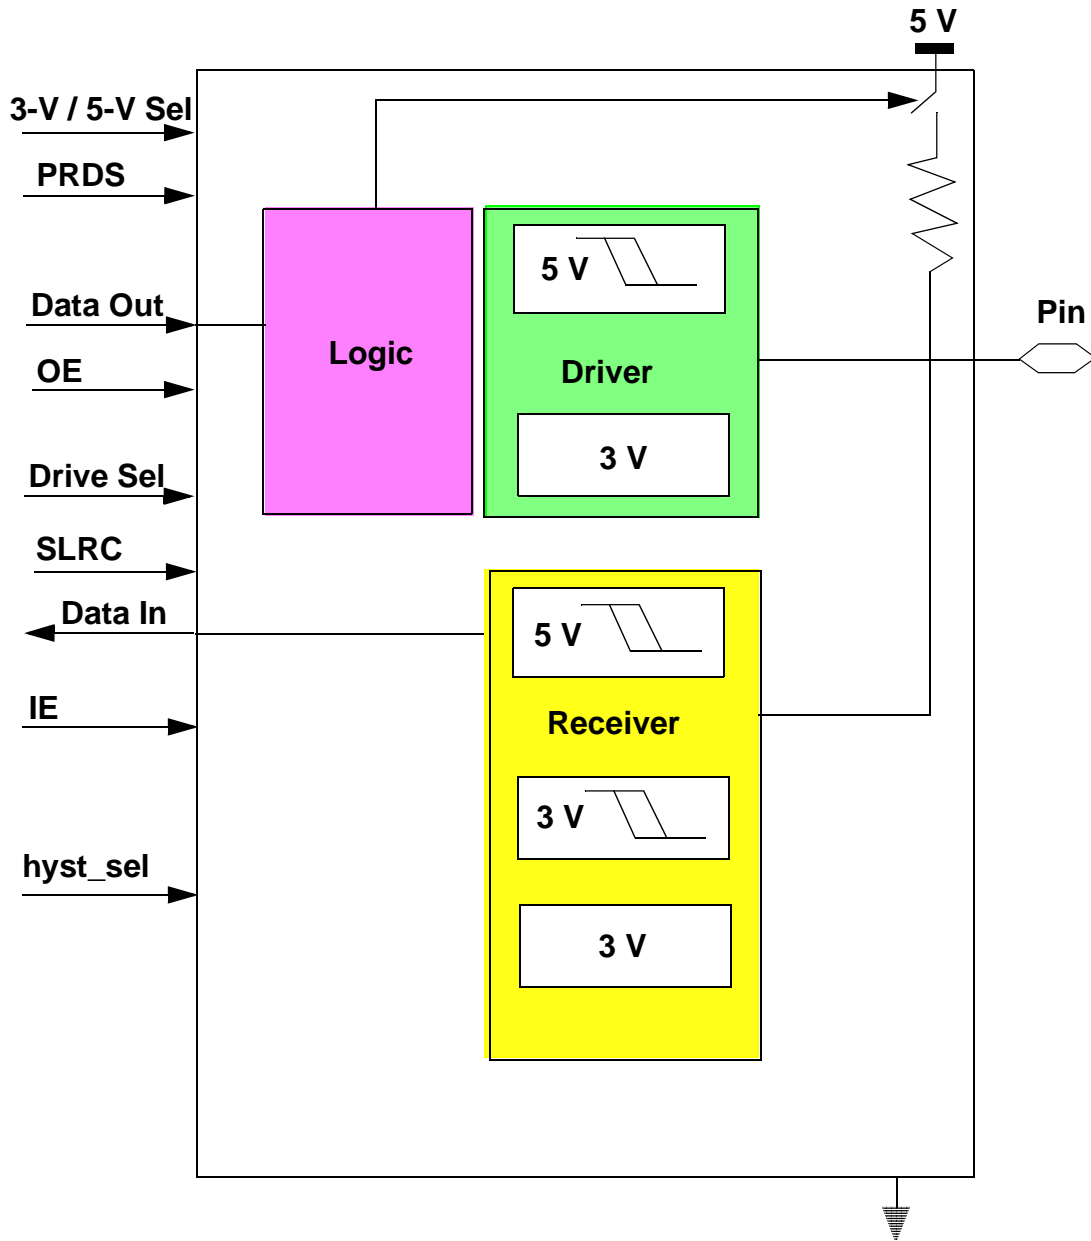 5 V
3-V / 5-V Sel
PRDS
Data Out
OE
Drive Sel
SLRC
Data In
IE
hyst_sel
Logic
5 V
Driver
3 V
Pin
5 V
Receiver
3 V
3 V